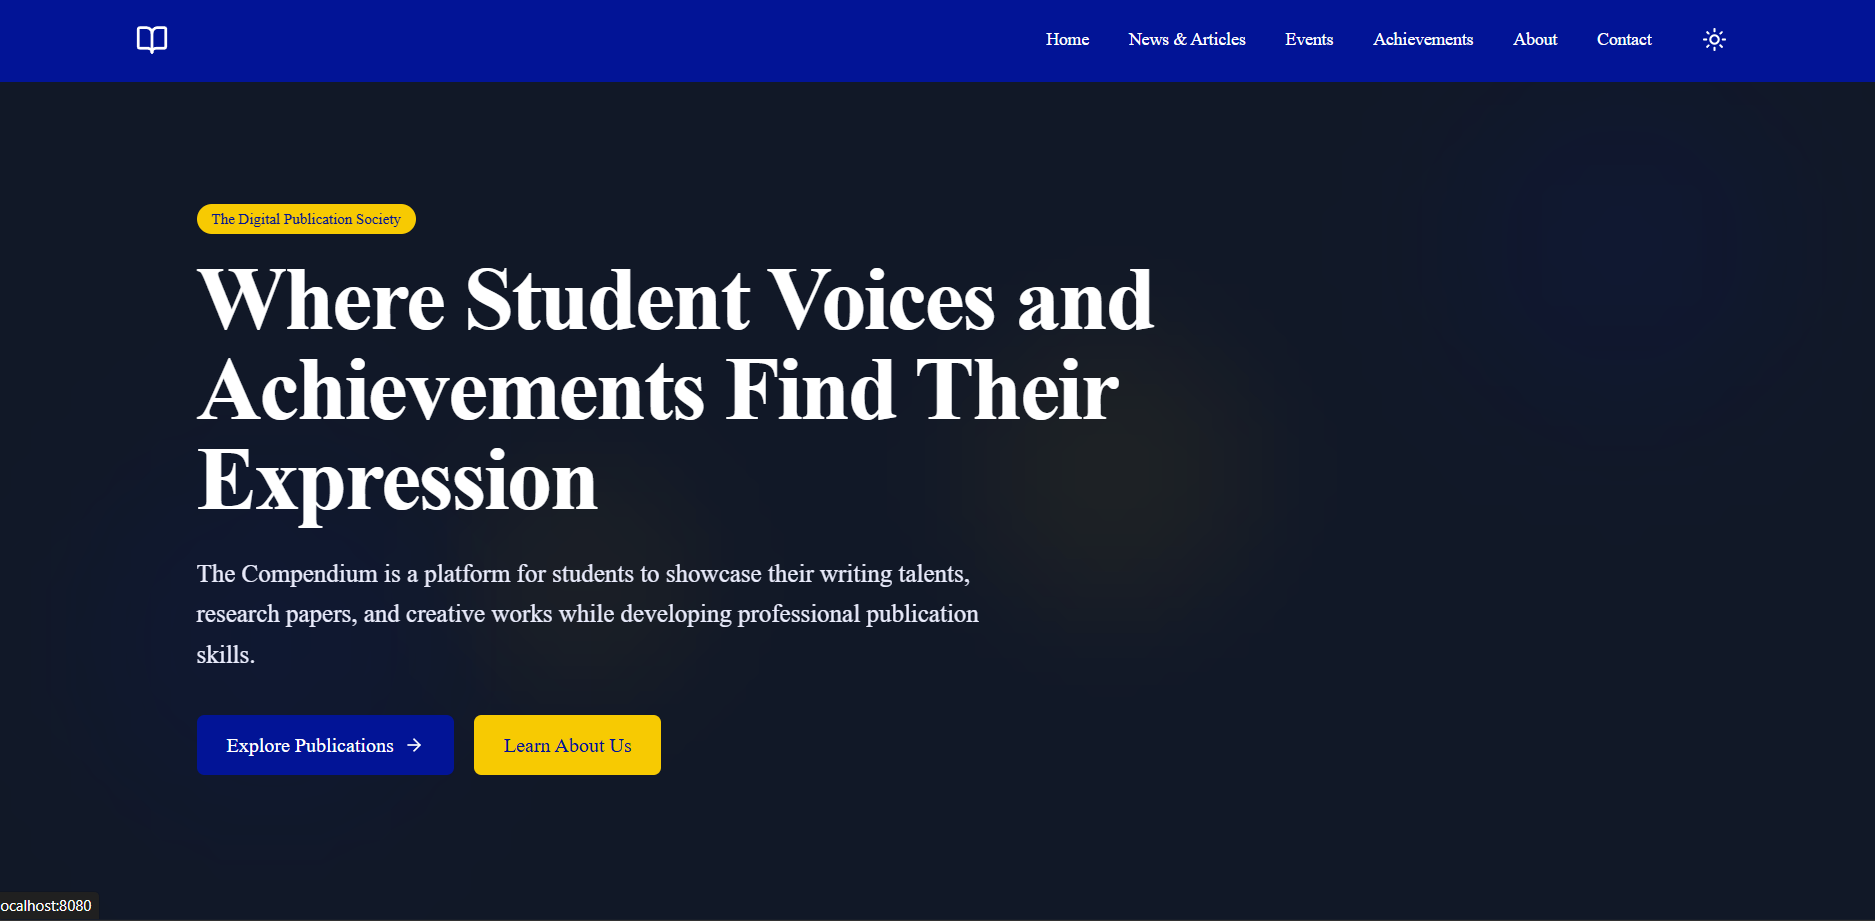 Home News & Articles Events Achievements About Contact
The Digital Publication Society
Where Student Voices and
Achievements Find Their
Expression
The Compendium is a platform for students to showcase their writing talents,
research papers, and creative works while developing professional publication
skills.
Explore Publications Learn About Us
ocalhost:8080